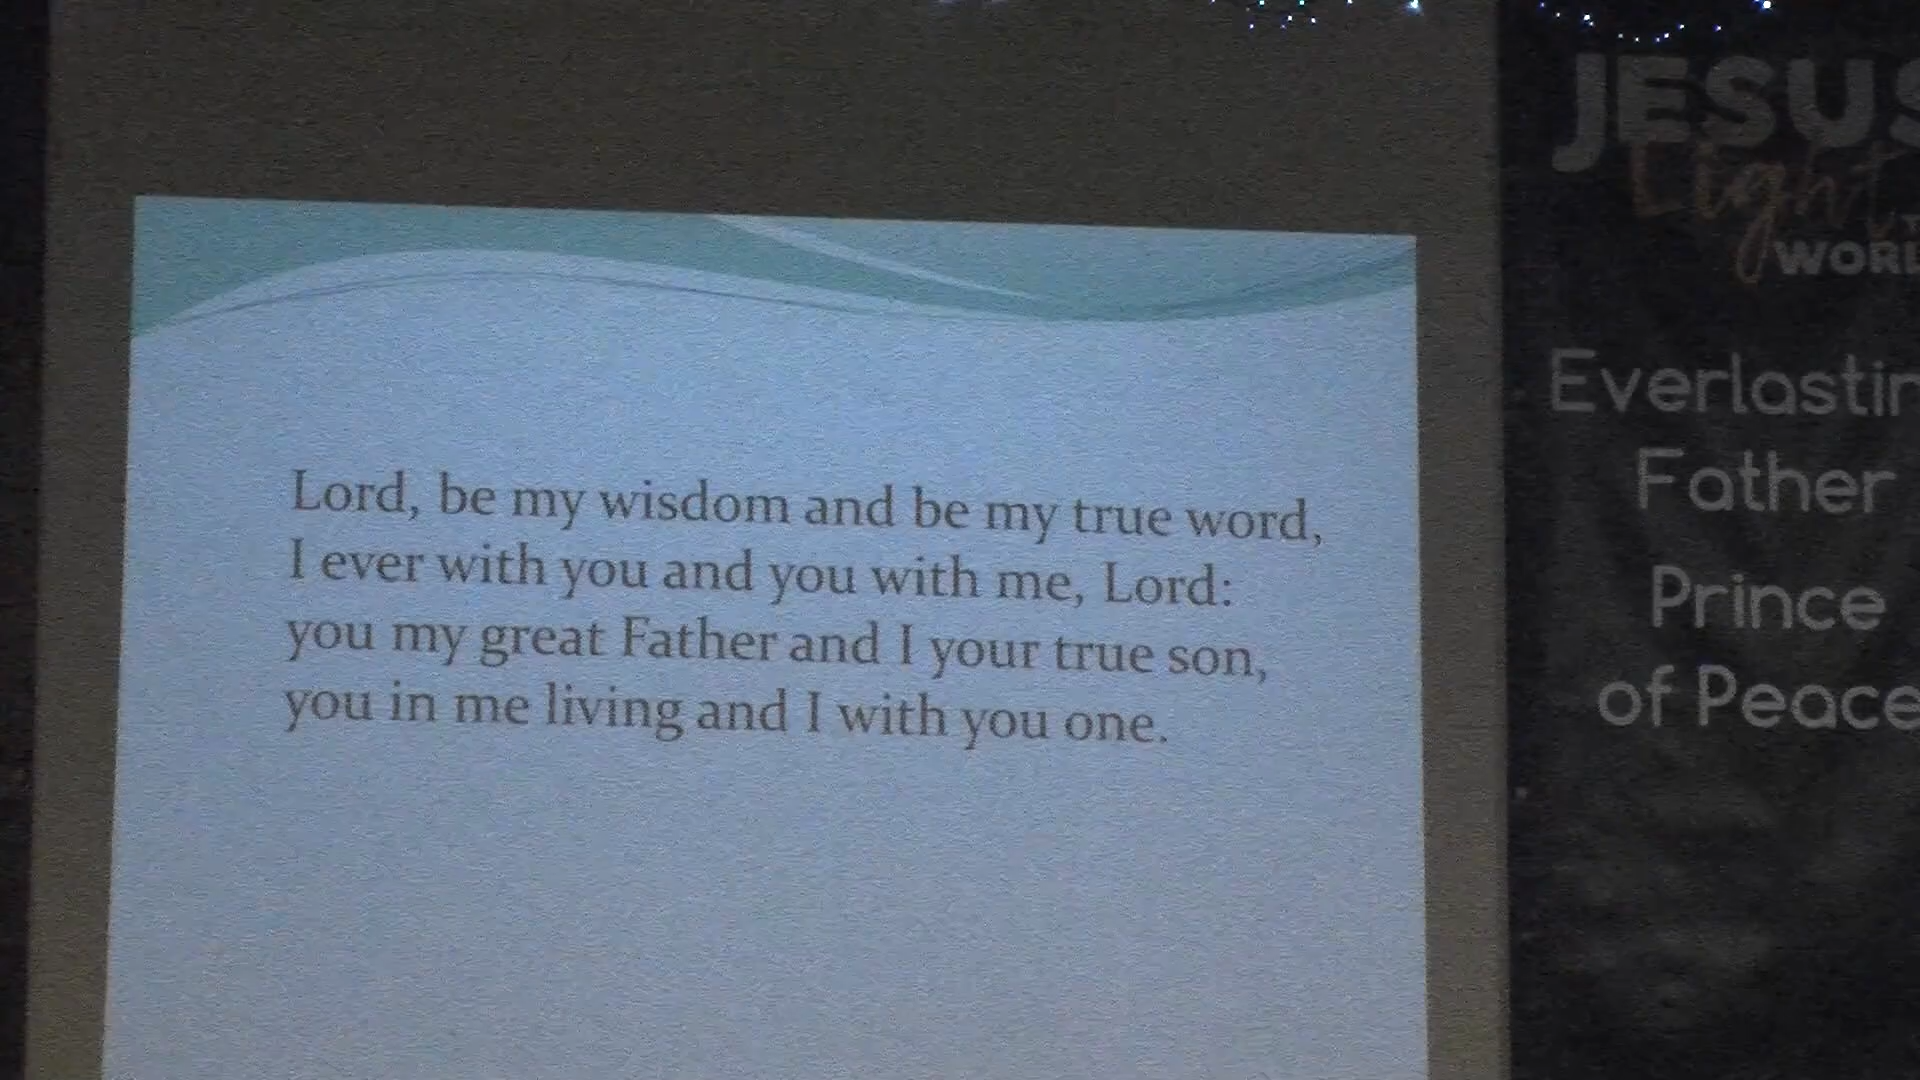 Lord, be my wisdom and be my true word,
I ever with you and you with me, Lord:
you my great Father and I your true son,
you in me living and I with you one.
JESUS
Light
WORL
Everlastin
Father
Prince
of Peace